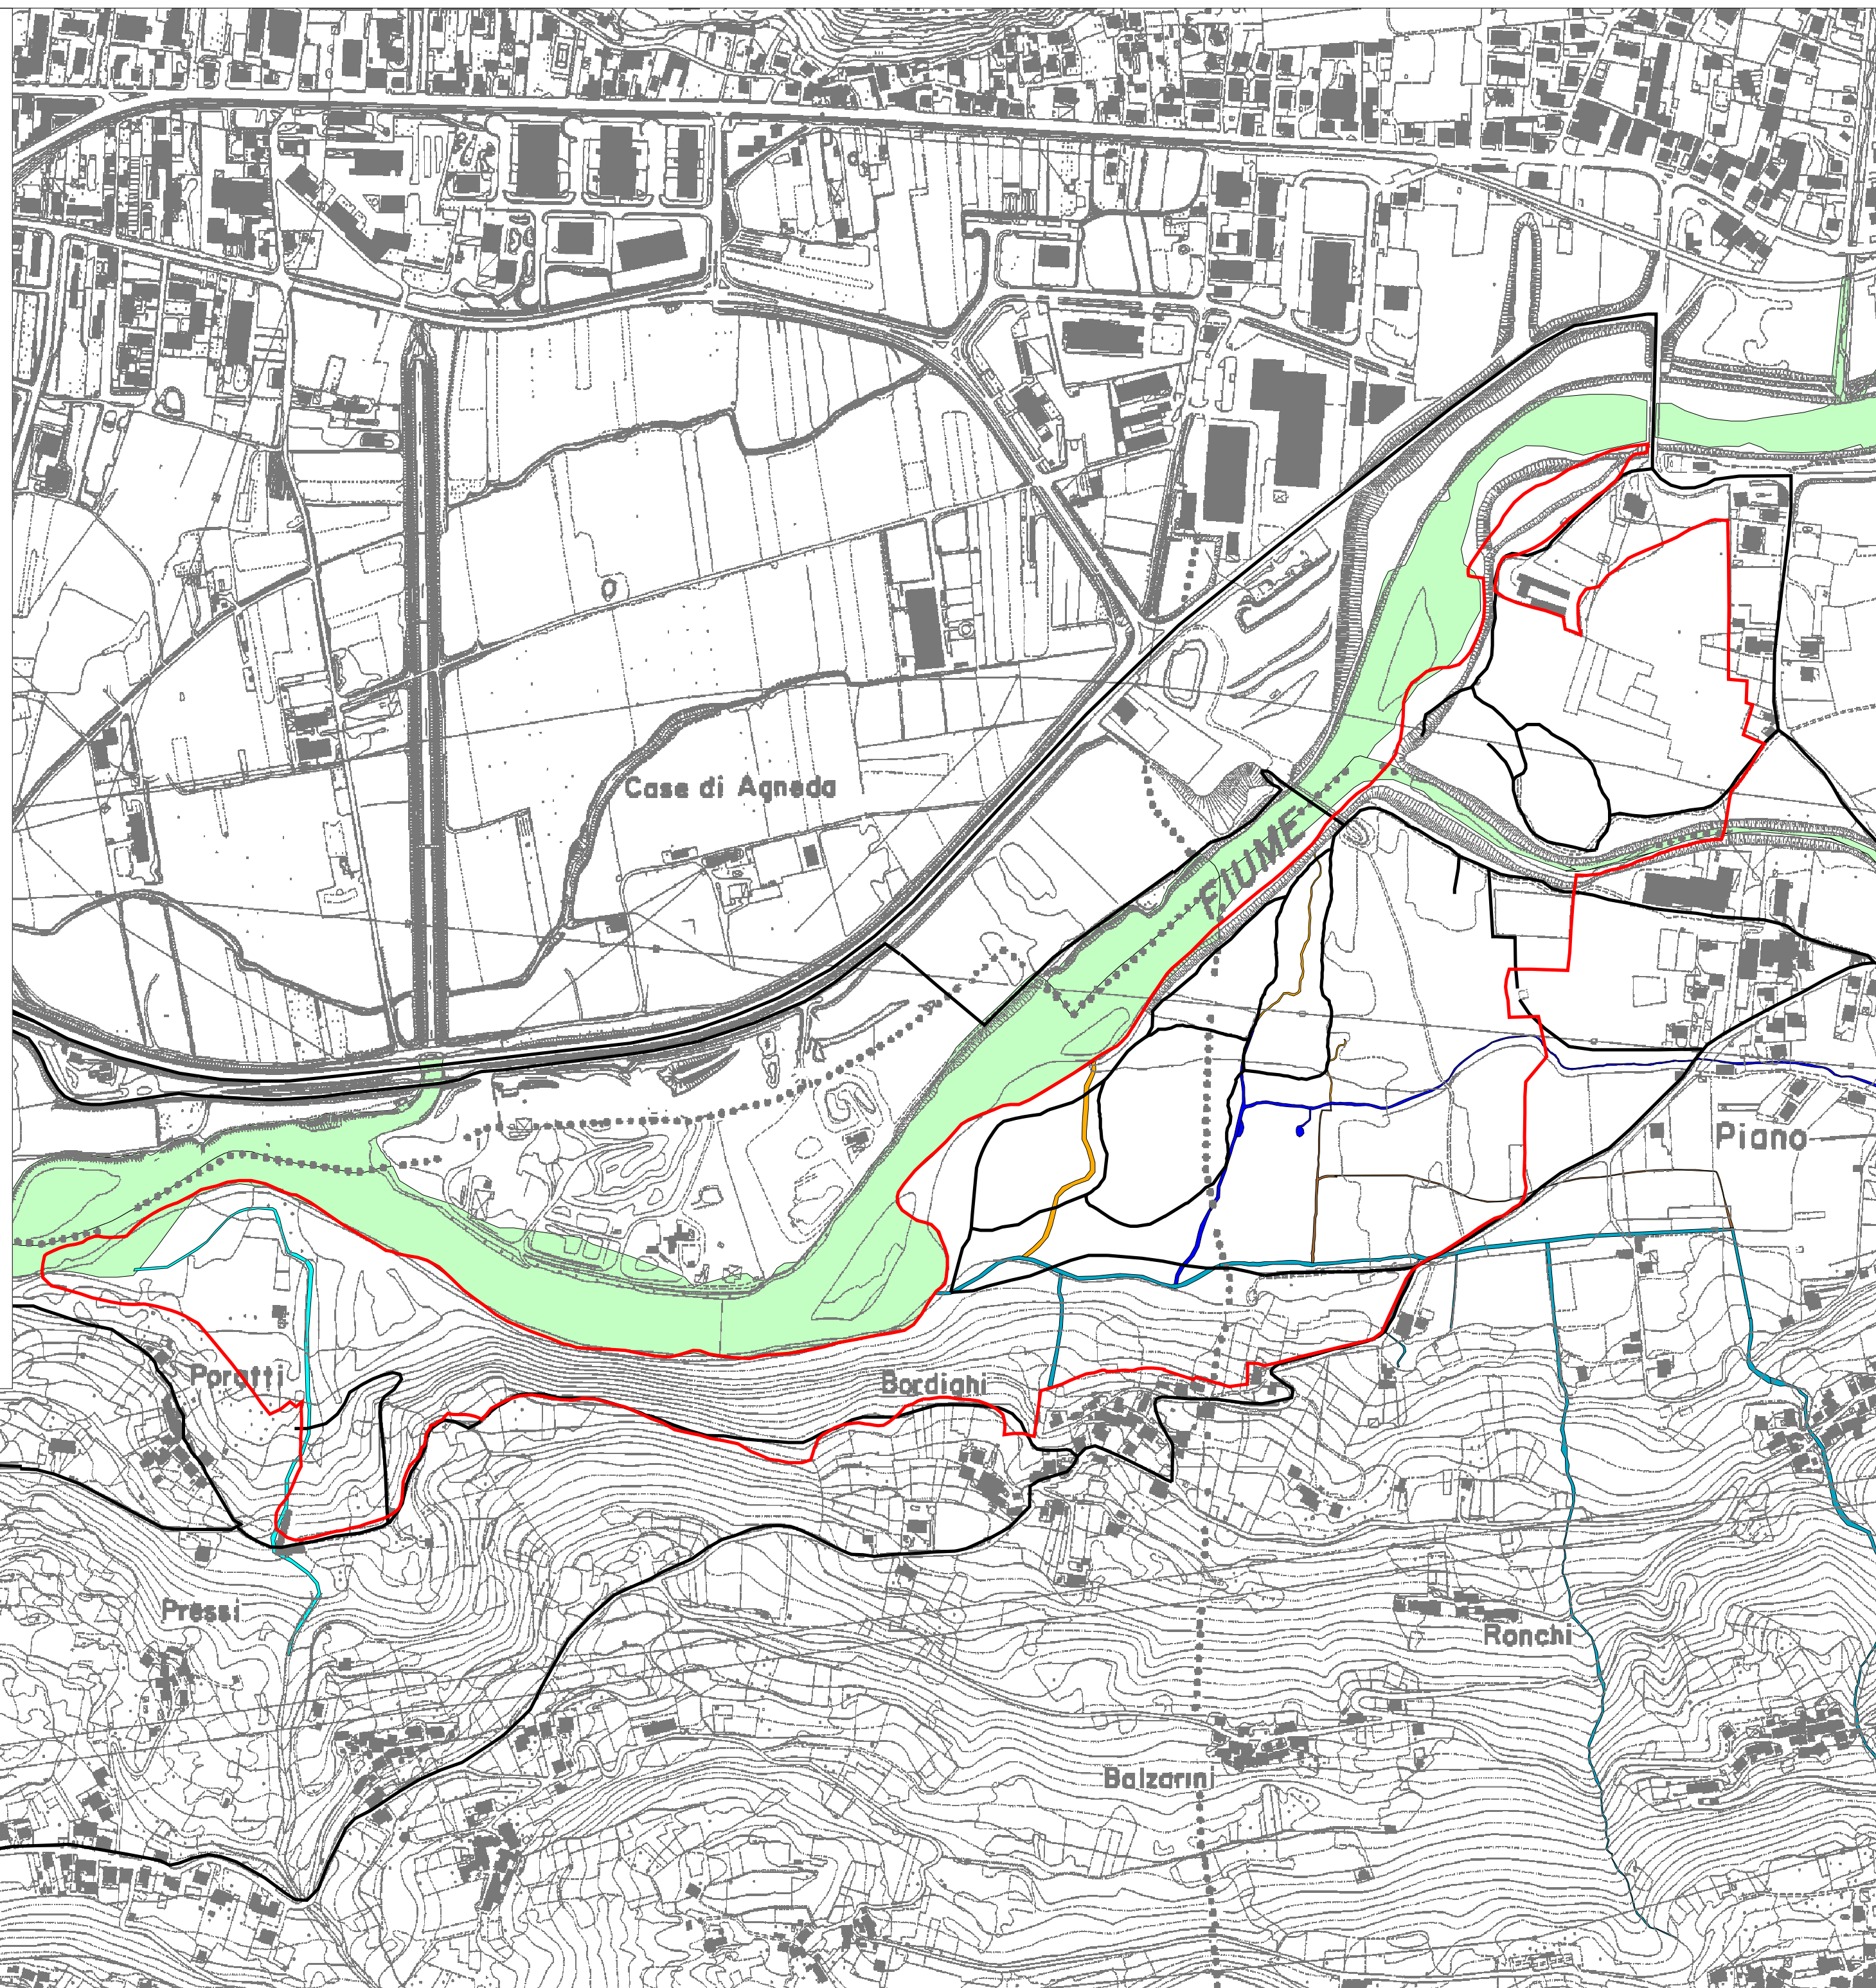 Case di Agneda
FIUME
Piano
Poratti
Bordighi
Pressi
Ronchi
Balzarini